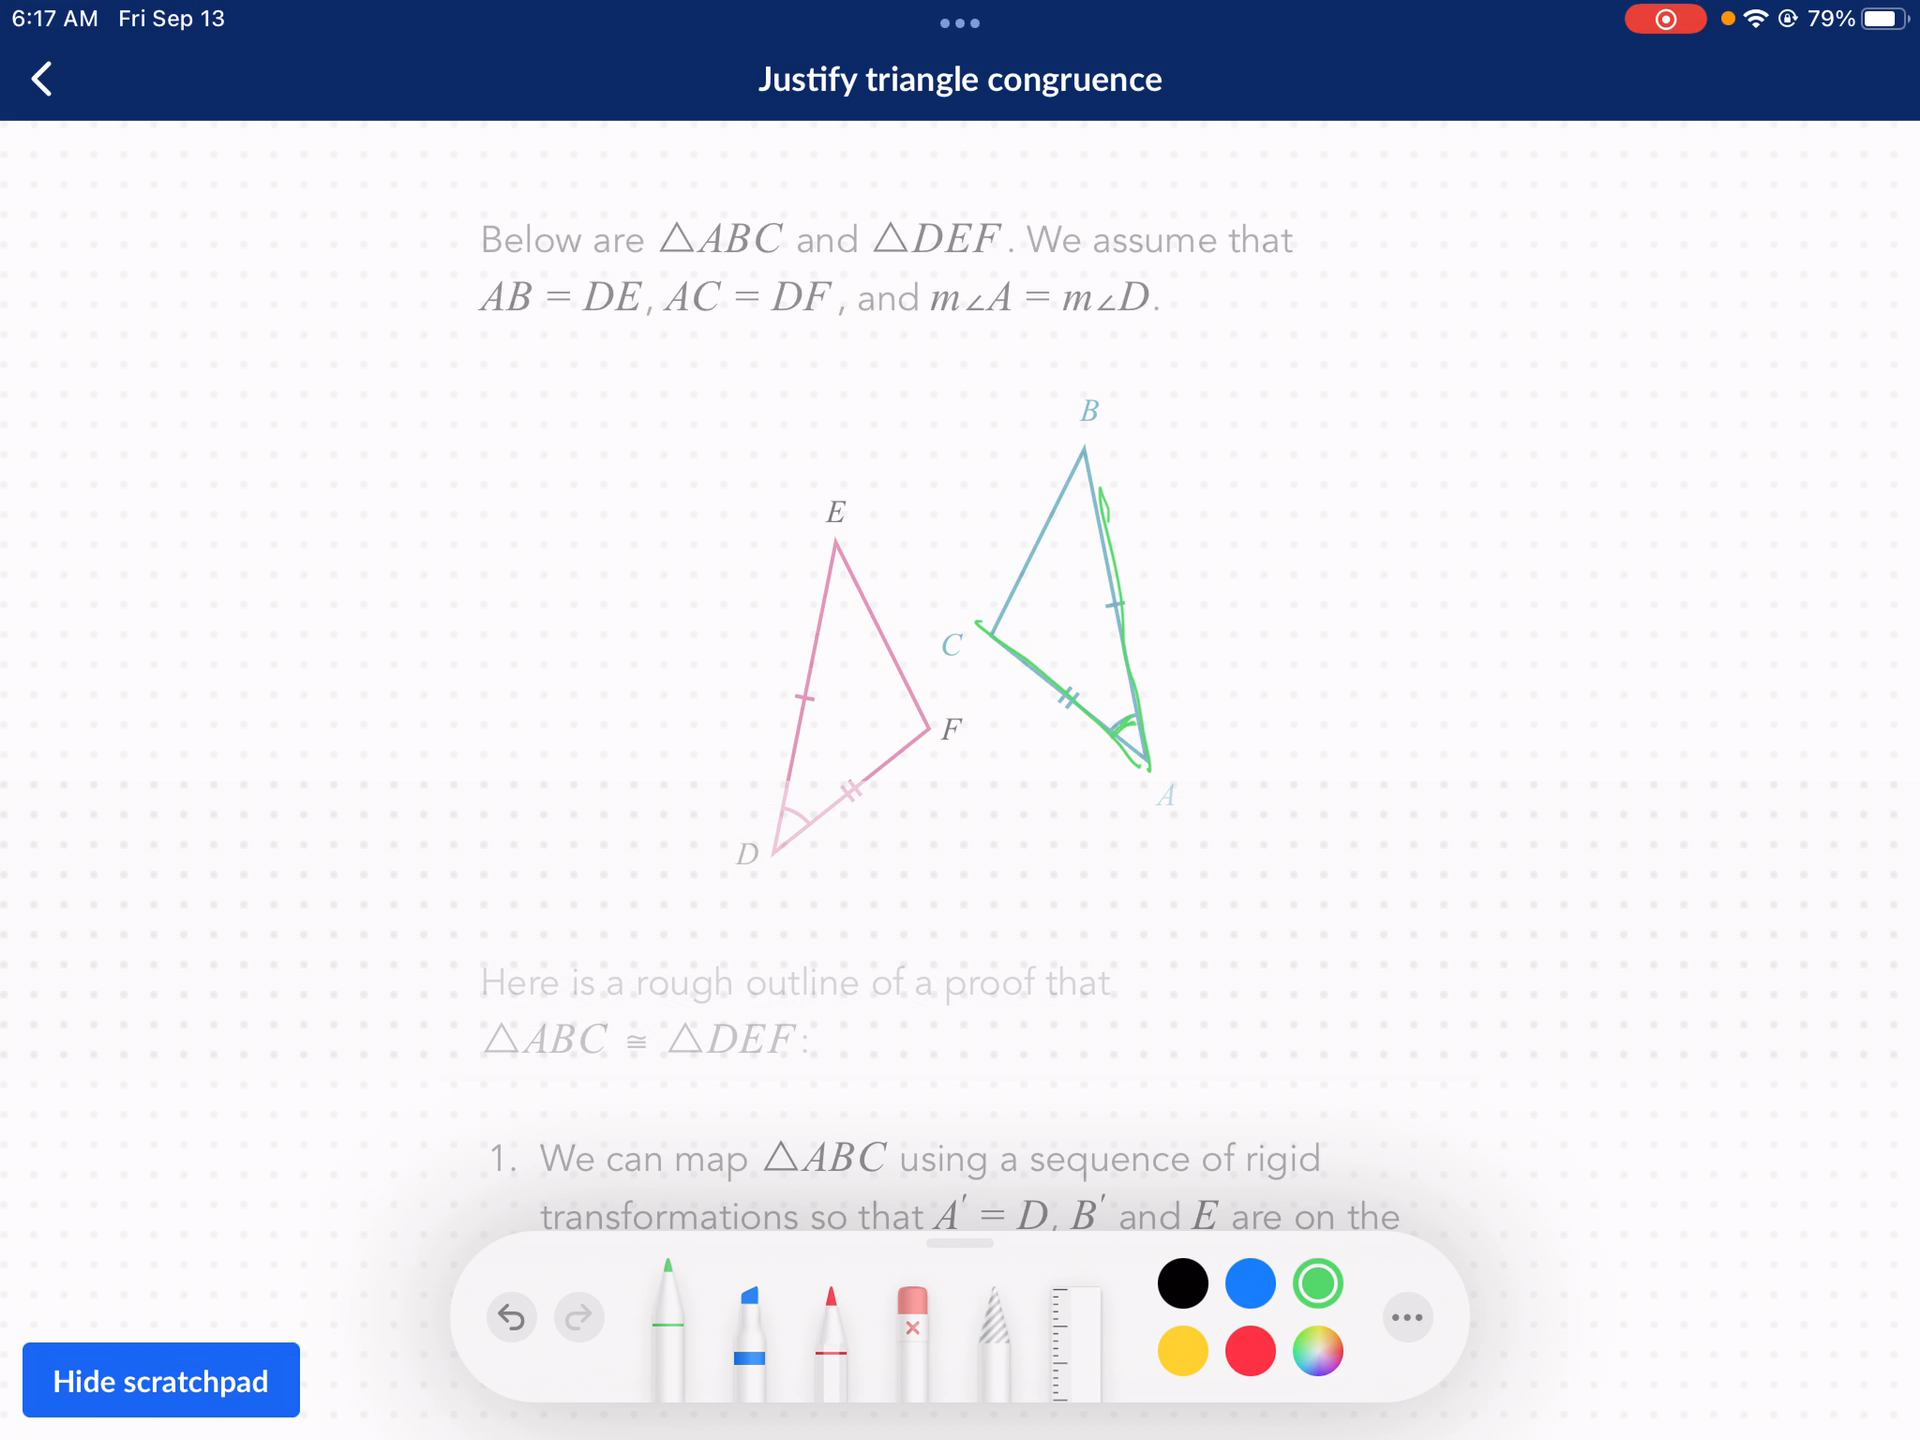 6:17 AM Fri Sep 13
79%
Justify triangle congruence
Below are △ABC and △DEF. We assume that
AB = DE, AC = DF, and m∠A = m∠D.
B
E
C
F
A
D
Here is a rough outline of a proof that
△ABC ≅ △DEF:
1. We can map △ABC using a sequence of rigid
transformations so that A′ = D, B′ and E are on the
Hide scratchpad